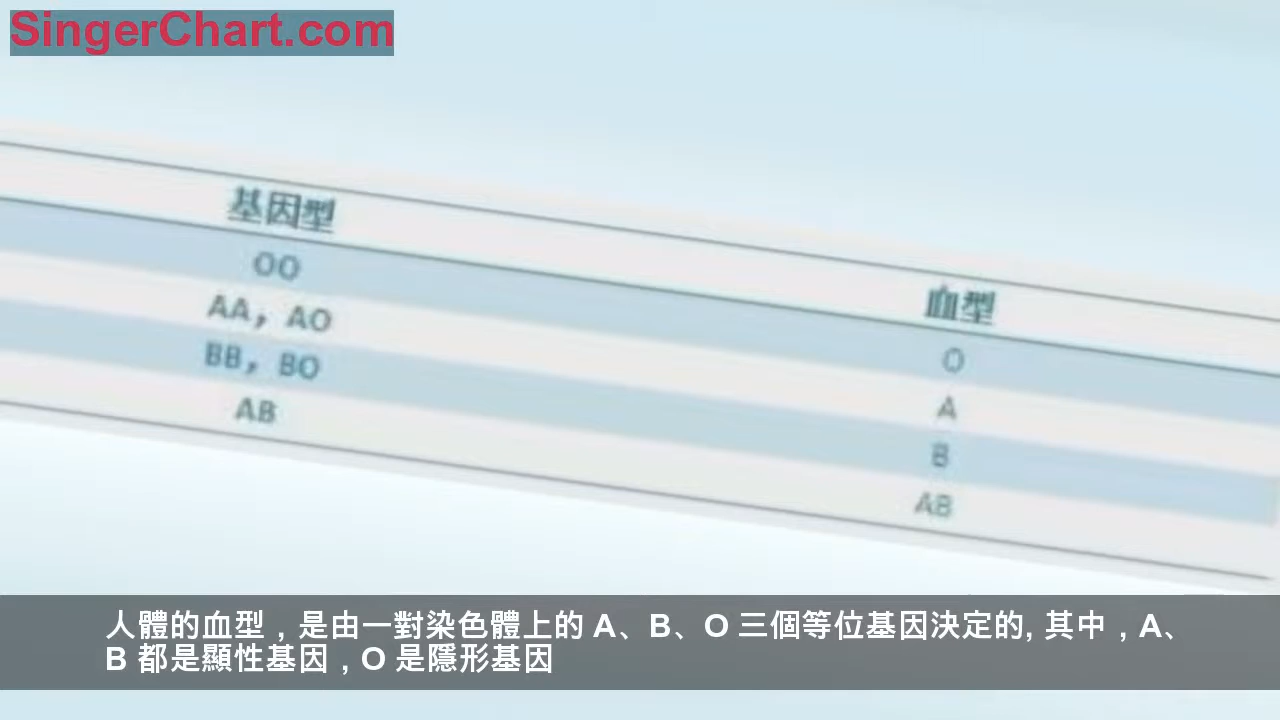 SingerChart.com
基因型 血型
OO O
AA，AO A
BB，BO B
AB AB
人體的血型，是由一對染色體上的 A、B、O 三個等位基因決定的, 其中，A、
B 都是顯性基因，O 是隱形基因